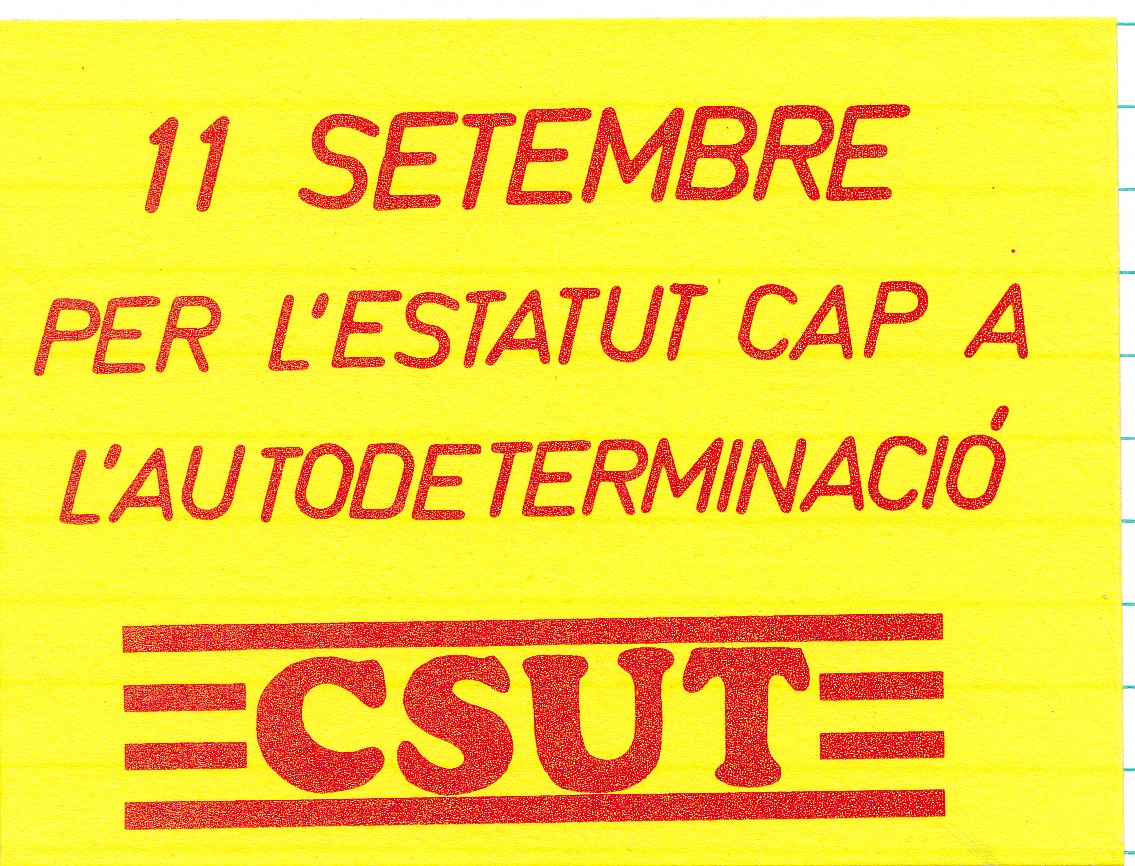 11 SETEMBRE
PER L'ESTATUT CAP A
L'AUTODETERMINACIÓ
CSUT